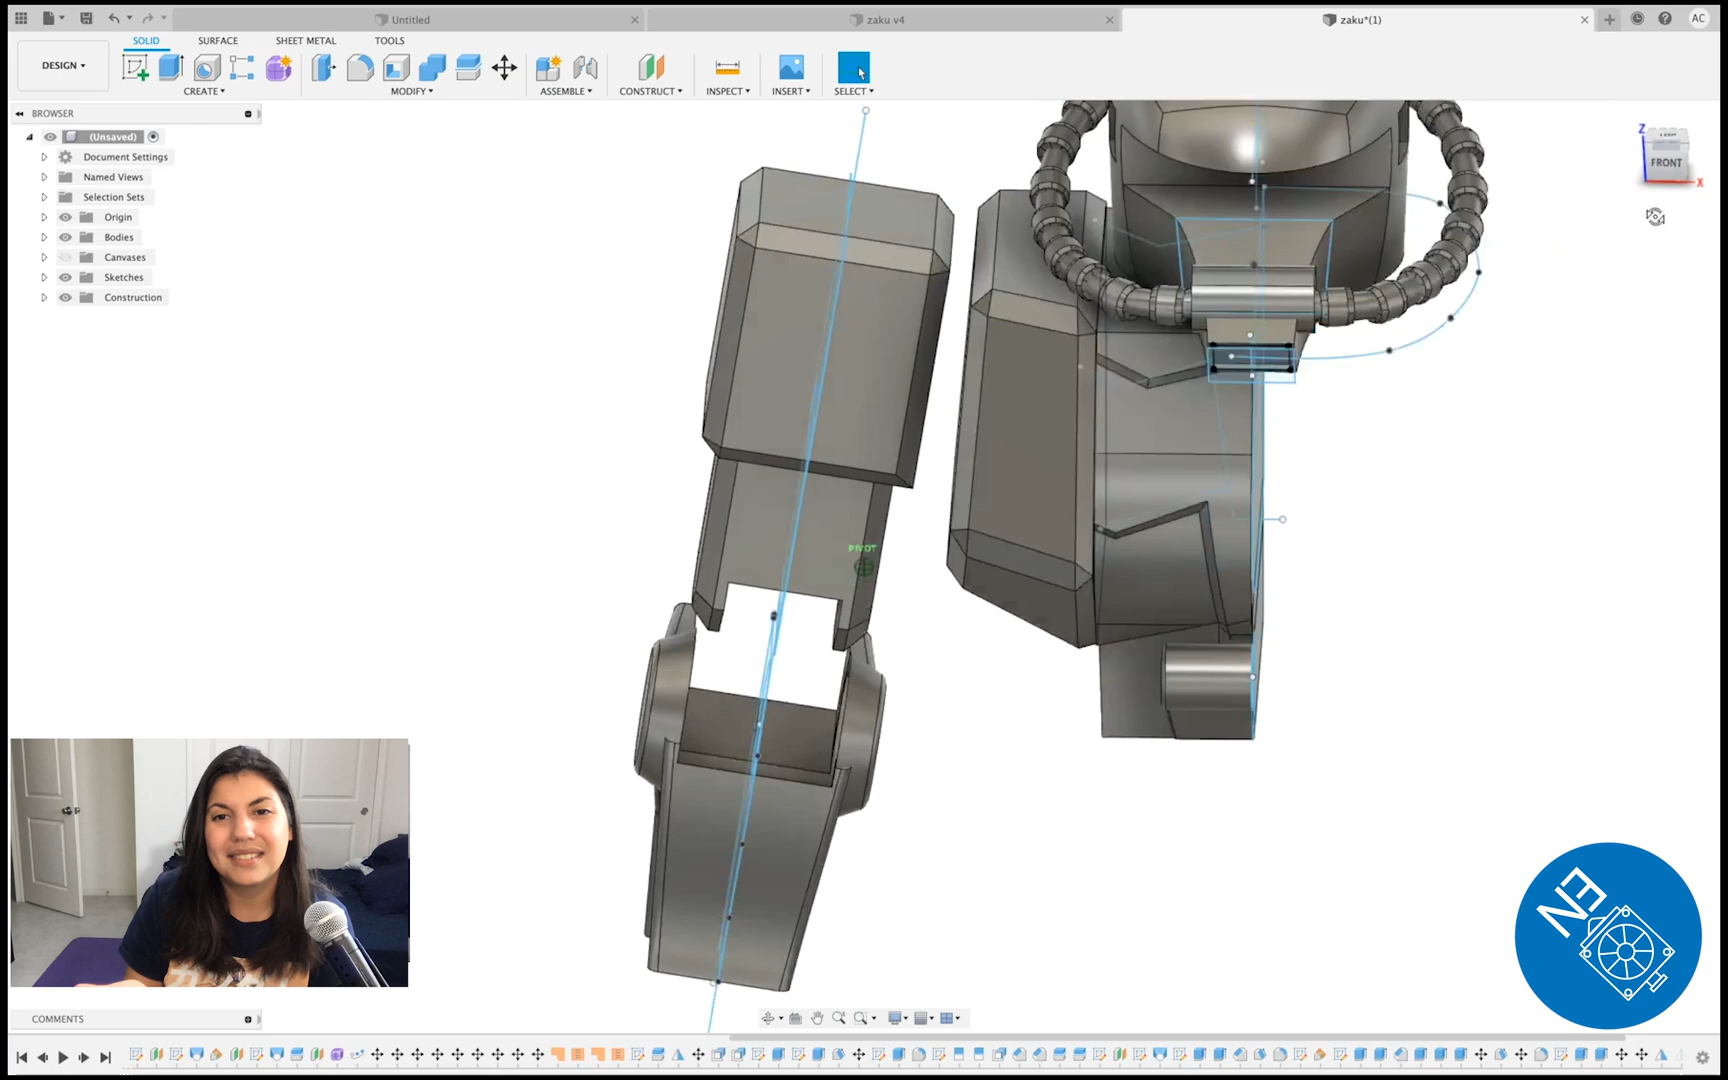 Untitled
zaku v4
zaku*(1)
AC
DESIGN
SOLID
SURFACE
SHEET METAL
TOOLS
CREATE
MODIFY
ASSEMBLE
CONSTRUCT
INSPECT
INSERT
SELECT
BROWSER
(Unsaved)
Document Settings
Named Views
Selection Sets
Origin
Bodies
Canvases
Sketches
Construction
Z
FRONT
X
PIVOT
NE
COMMENTS